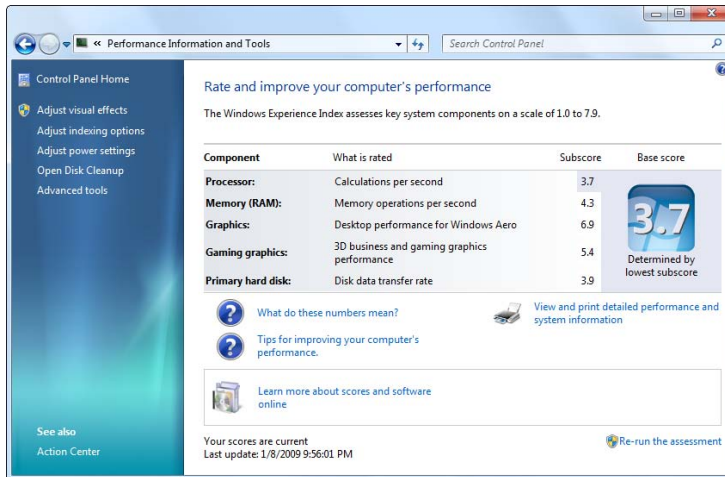 « Performance Information and Tools
Search Control Panel
Control Panel Home
Adjust visual effects
Adjust indexing options
Adjust power settings
Open Disk Cleanup
Advanced tools
See also
Action Center
Rate and improve your computer's performance
The Windows Experience Index assesses key system components on a scale of 1.0 to 7.9.
Component What is rated Subscore Base score
Processor: Calculations per second 3.7
Memory (RAM): Memory operations per second 4.3
Graphics: Desktop performance for Windows Aero 6.9
Gaming graphics: 3D business and gaming graphics
performance 5.4
Primary hard disk: Disk data transfer rate 3.9
3.7
Determined by
lowest subscore
What do these numbers mean?
View and print detailed performance and
system information
Tips for improving your computer's
performance.
Learn more about scores and software
online
Your scores are current
Last update: 1/8/2009 9:56:01 PM
Re-run the assessment